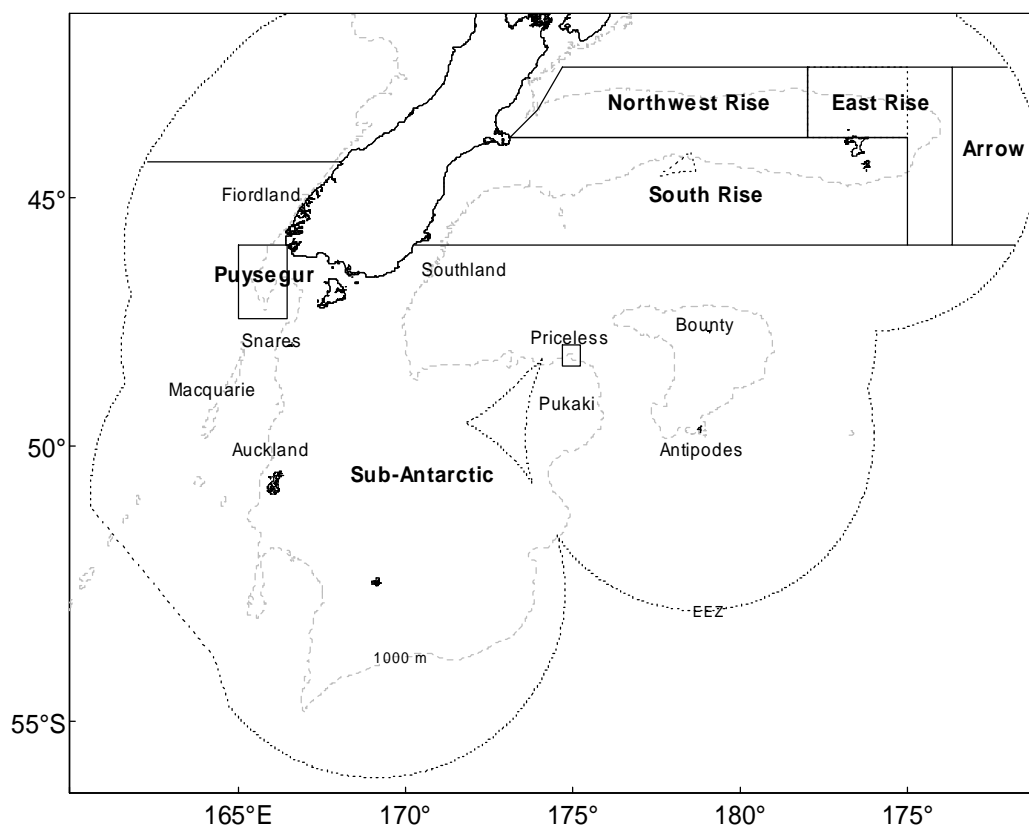 Northwest Rise
East Rise
Arrow
45°
Fiordland
South Rise
Puysegur
Southland
Snares
Priceless
Bounty
Macquarie
Pukaki
50°
Auckland
Antipodes
Sub-Antarctic
EEZ
1000 m
55°S
165°E
170°
175°
180°
175°